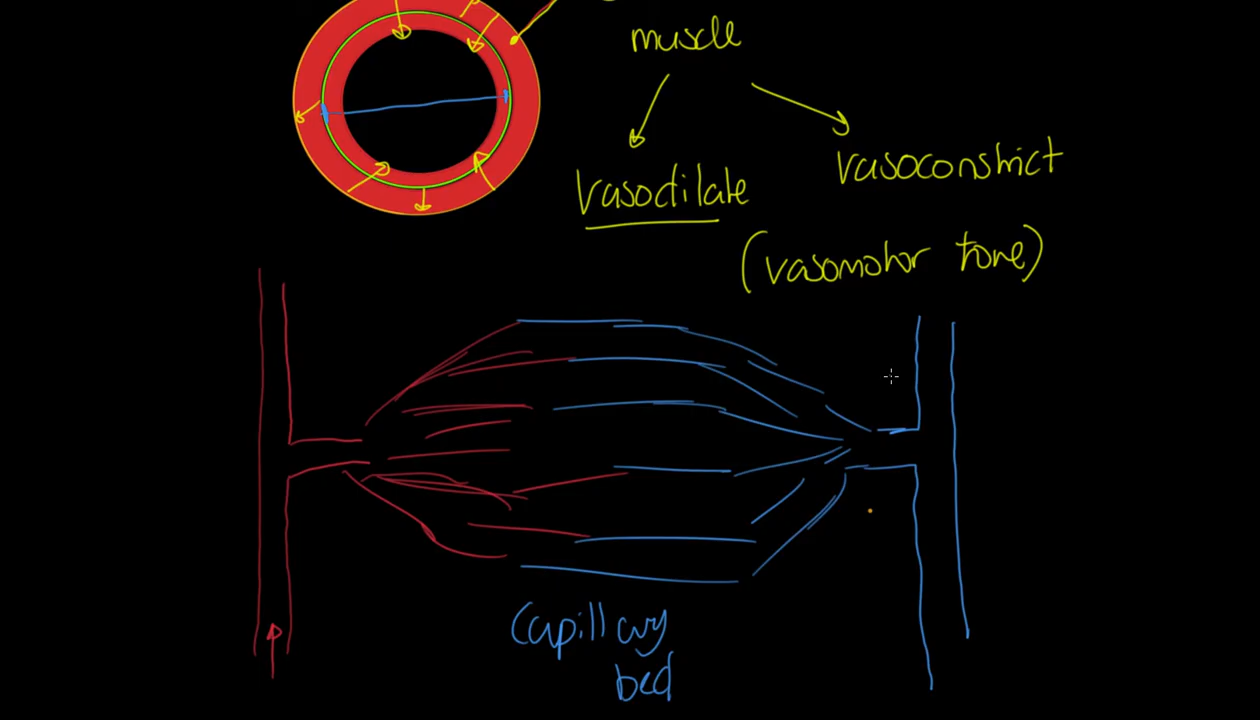 muscle
vasodilate
vasoconstrict
(vasomotor tone)
Capillary
bed